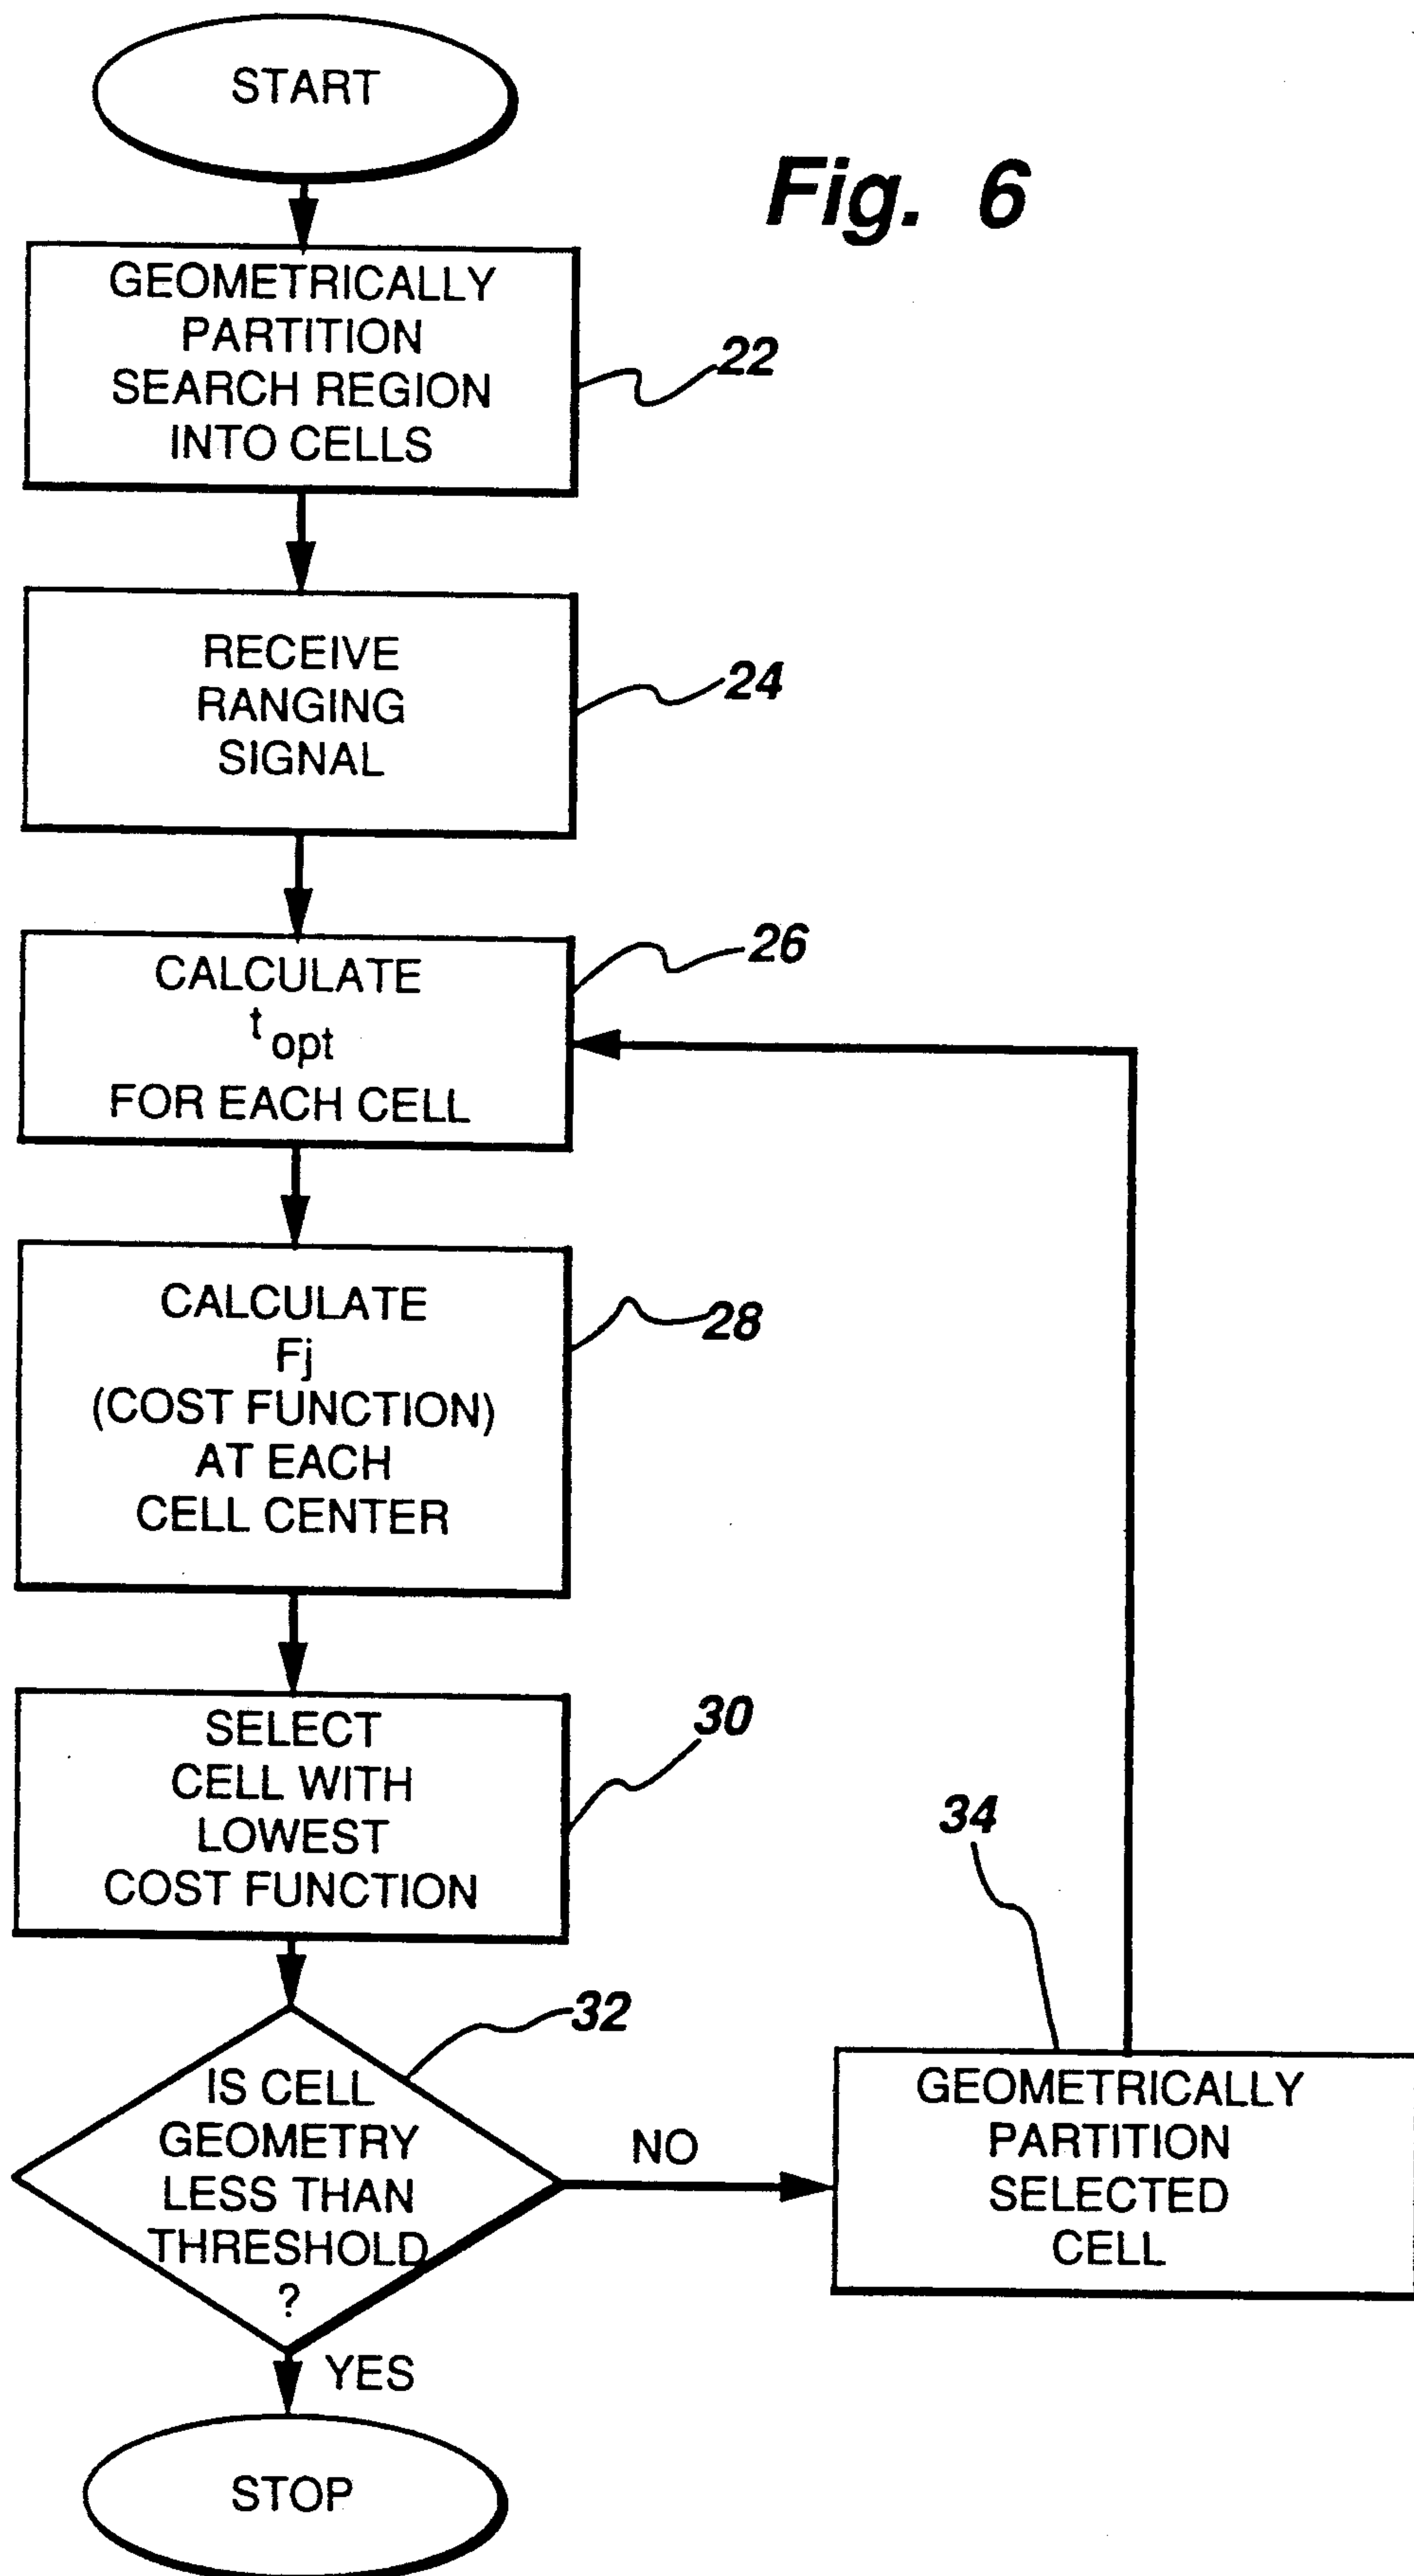 START
Fig. 6
GEOMETRICALLY
PARTITION
SEARCH REGION
INTO CELLS
22
RECEIVE
RANGING
SIGNAL
24
CALCULATE
t opt
FOR EACH CELL
26
CALCULATE
Fj
(COST FUNCTION)
AT EACH
CELL CENTER
28
SELECT
CELL WITH
LOWEST
COST FUNCTION
30
IS CELL
GEOMETRY
LESS THAN
THRESHOLD
?
32
NO
34
GEOMETRICALLY
PARTITION
SELECTED
CELL
YES
STOP